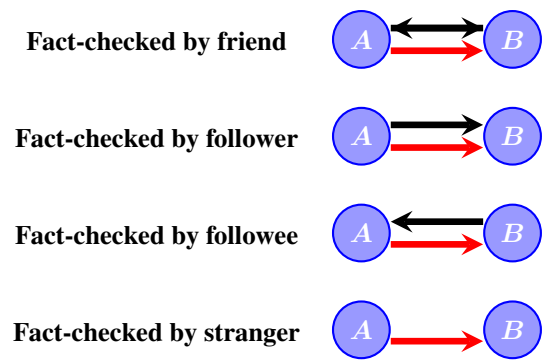 Fact-checked by friend A B
Fact-checked by follower A B
Fact-checked by followee A B
Fact-checked by stranger A B